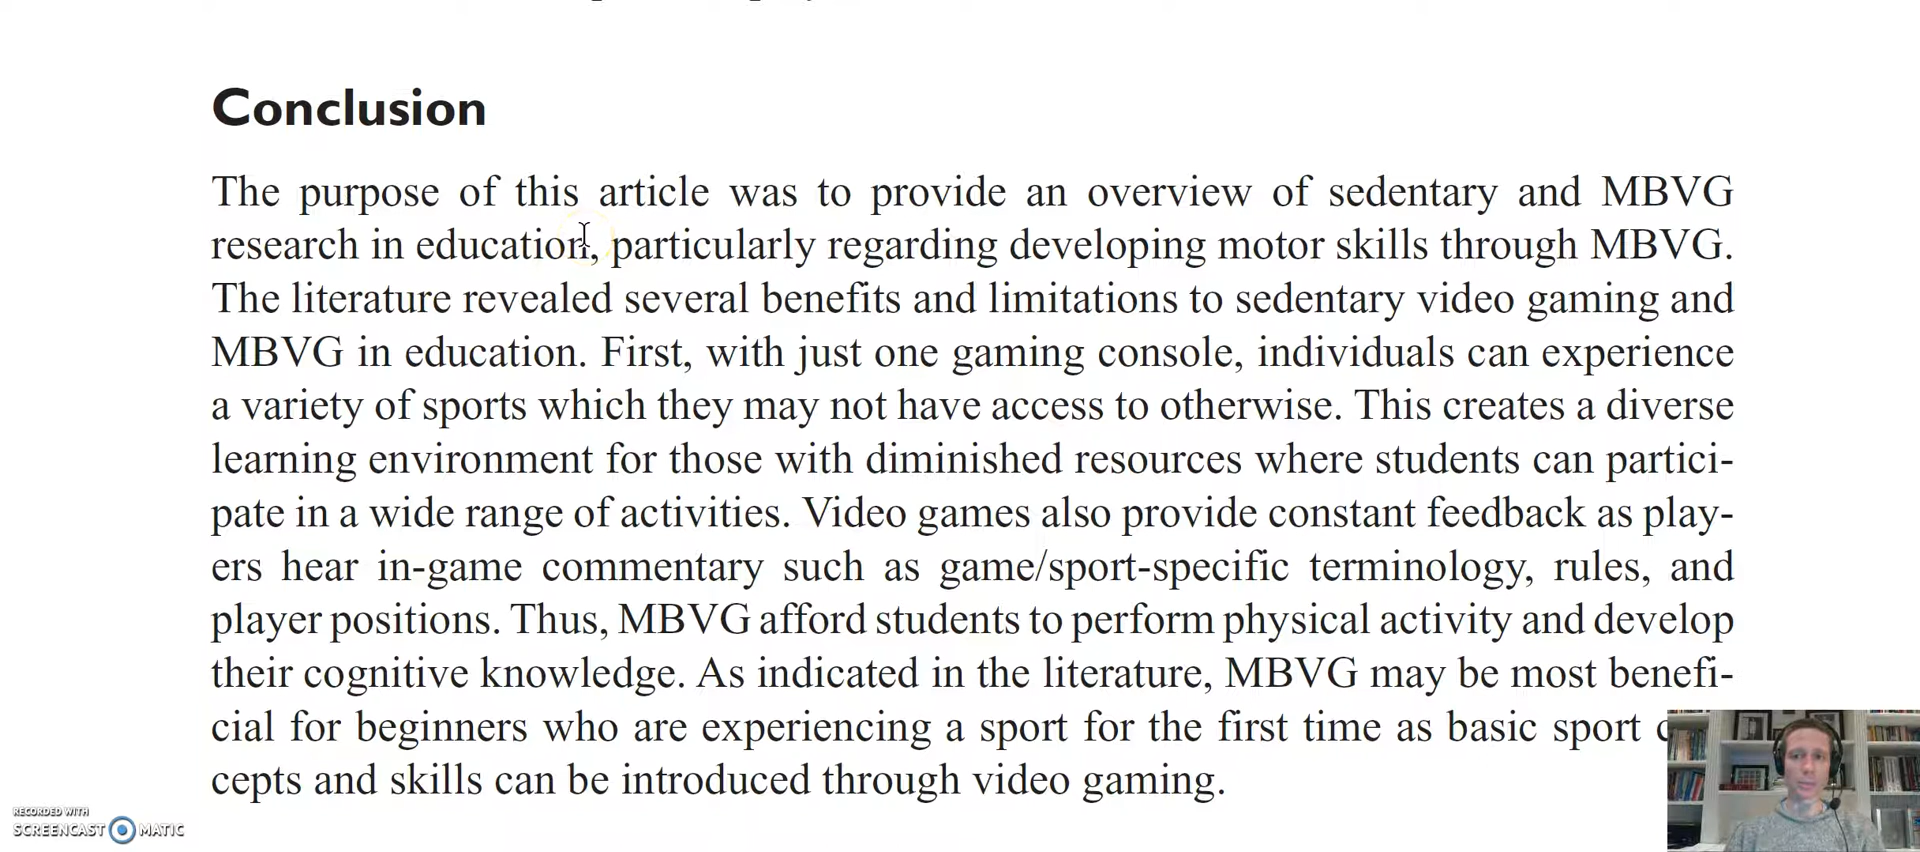 Conclusion
The purpose of this article was to provide an overview of sedentary and MBVG
research in education, particularly regarding developing motor skills through MBVG.
The literature revealed several benefits and limitations to sedentary video gaming and
MBVG in education. First, with just one gaming console, individuals can experience
a variety of sports which they may not have access to otherwise. This creates a diverse
learning environment for those with diminished resources where students can partici-
pate in a wide range of activities. Video games also provide constant feedback as play-
ers hear in-game commentary such as game/sport-specific terminology, rules, and
player positions. Thus, MBVG afford students to perform physical activity and develop
their cognitive knowledge. As indicated in the literature, MBVG may be most benefi-
cial for beginners who are experiencing a sport for the first time as basic sport
cepts and skills can be introduced through video gaming.
RECORDED WITH
SCREENCAST MATIC